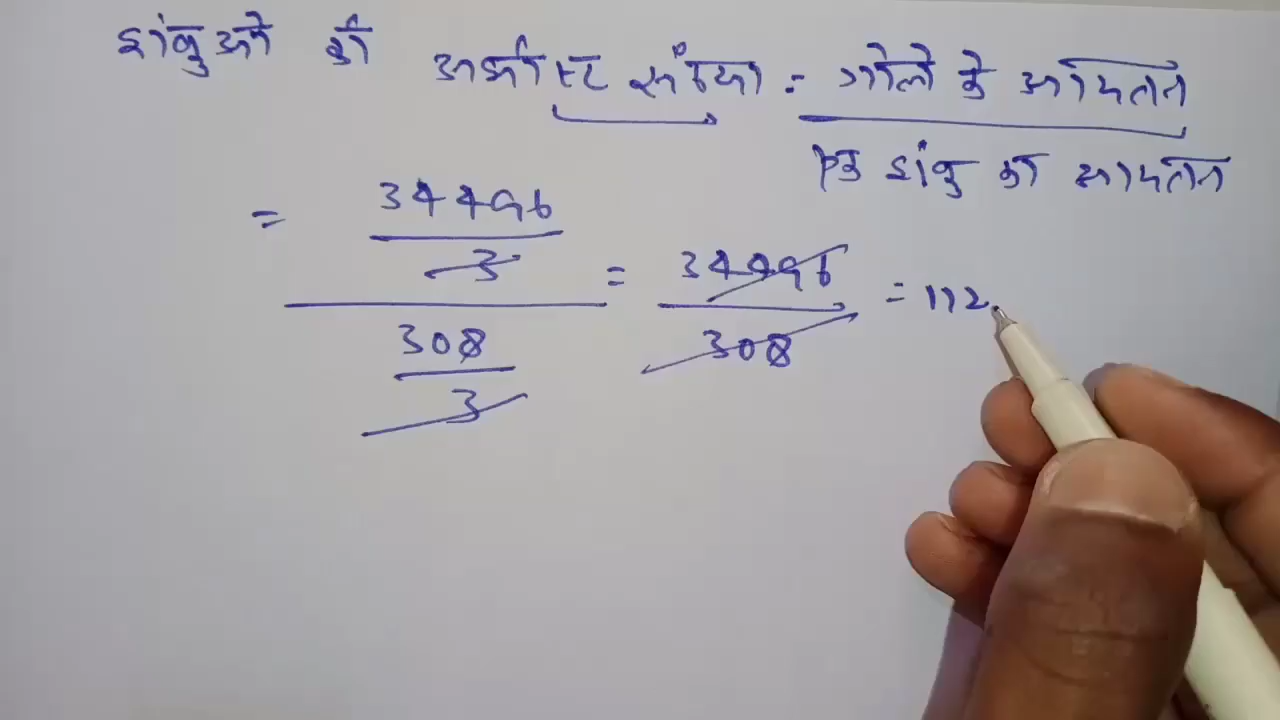 शंकुओ की
अभीष्ट संख्या = गोले के आयतन
एक शंकु का आयतन
= 34496/3 / 308/3 = 34496/308 = 112